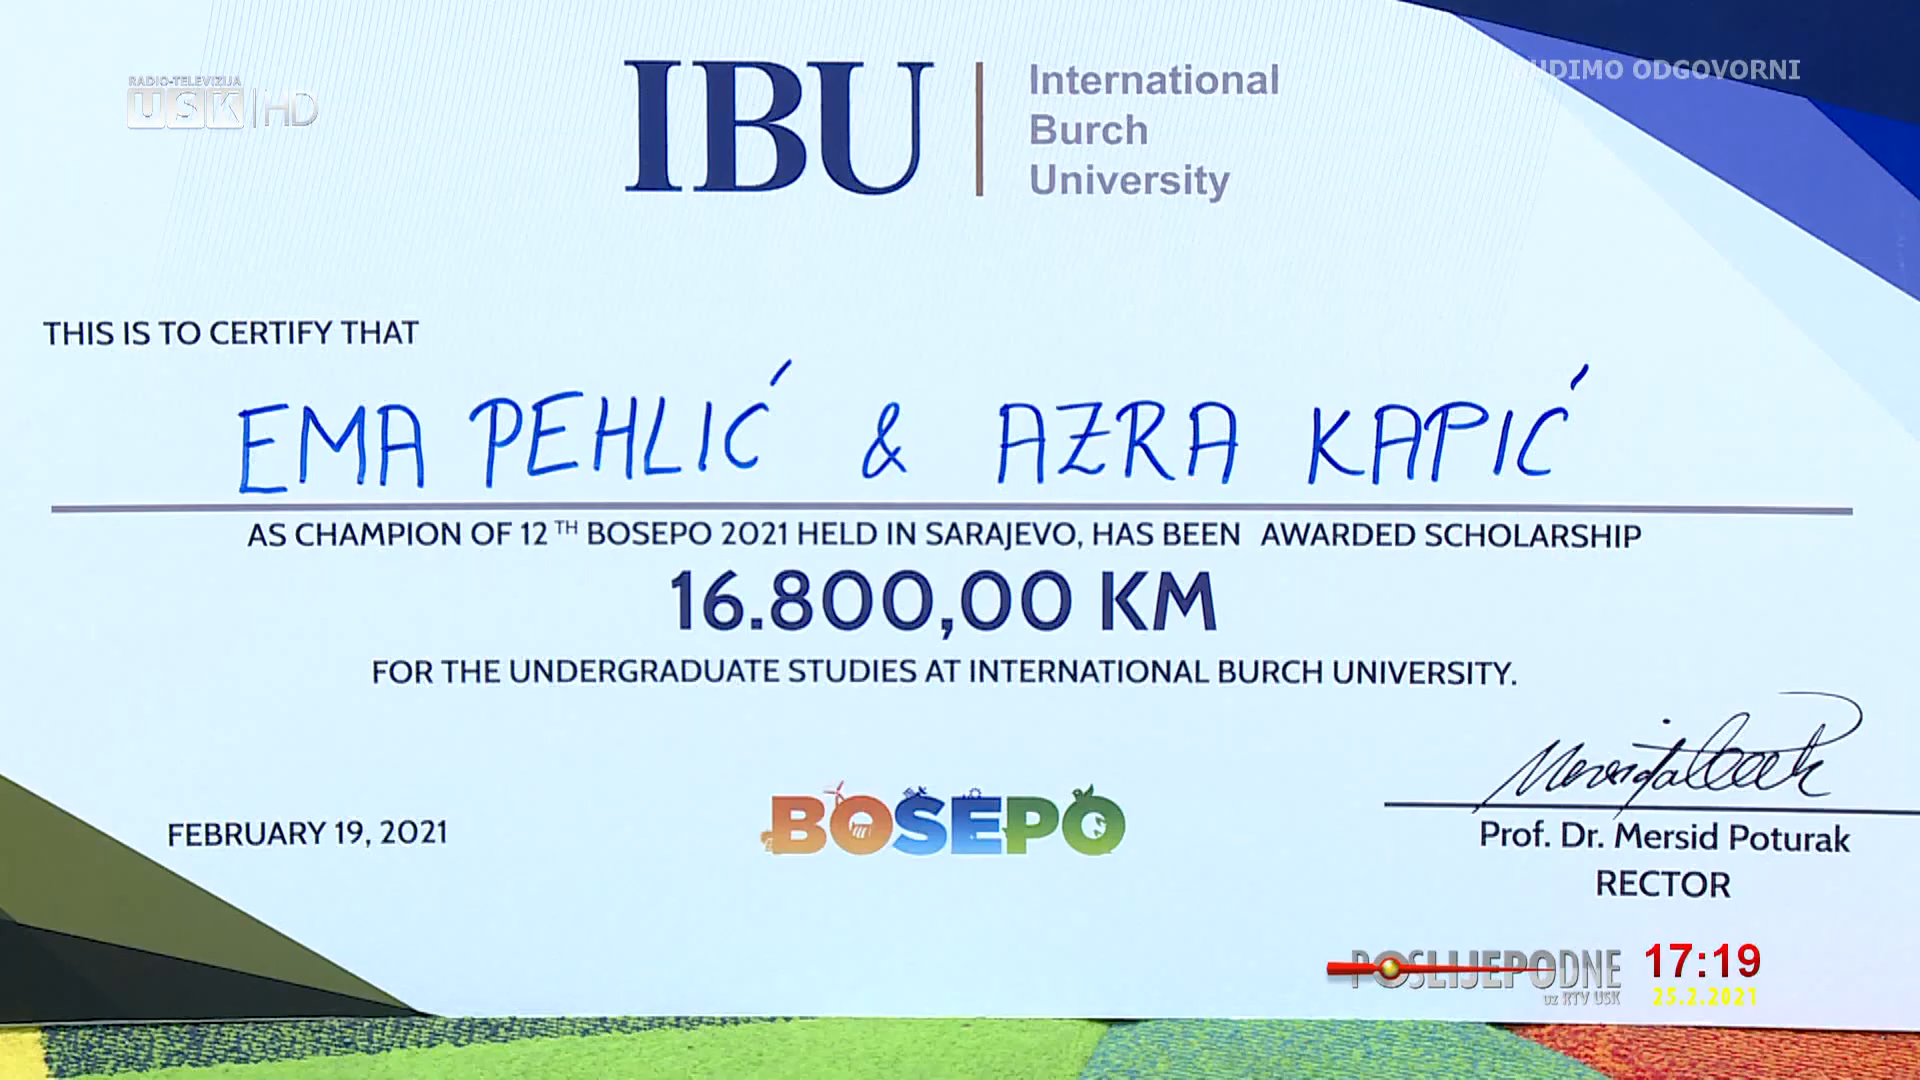 RADIO-TELEVIZIJA
USK HD
UDIMO ODGOVORNI
IBU
International
Burch
University
THIS IS TO CERTIFY THAT
EMA PEHLIĆ & AZRA KAPIĆ
AS CHAMPION OF 12 TH BOSEPO 2021 HELD IN SARAJEVO, HAS BEEN AWARDED SCHOLARSHIP
16.800,00 KM
FOR THE UNDERGRADUATE STUDIES AT INTERNATIONAL BURCH UNIVERSITY.
FEBRUARY 19, 2021
BOSEPO
Prof. Dr. Mersid Poturak
RECTOR
POSLIJEPODNE
uz RTV USK
17:19
25.2.2021